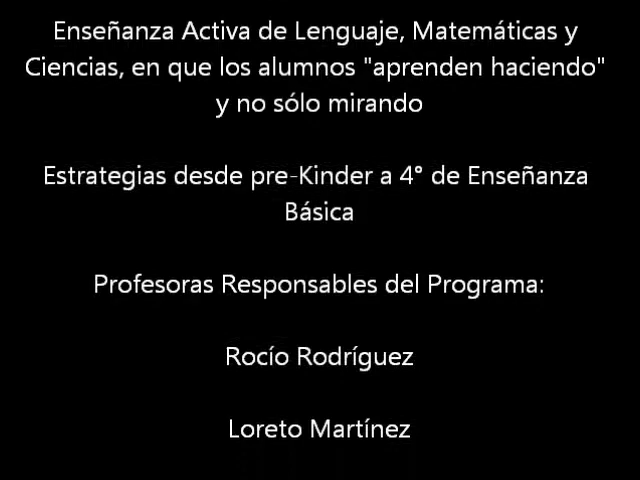 Enseñanza Activa de Lenguaje, Matemáticas y
Ciencias, en que los alumnos "aprenden haciendo"
y no sólo mirando
Estrategias desde pre-Kinder a 4° de Enseñanza
Básica
Profesoras Responsables del Programa:
Rocío Rodríguez
Loreto Martínez